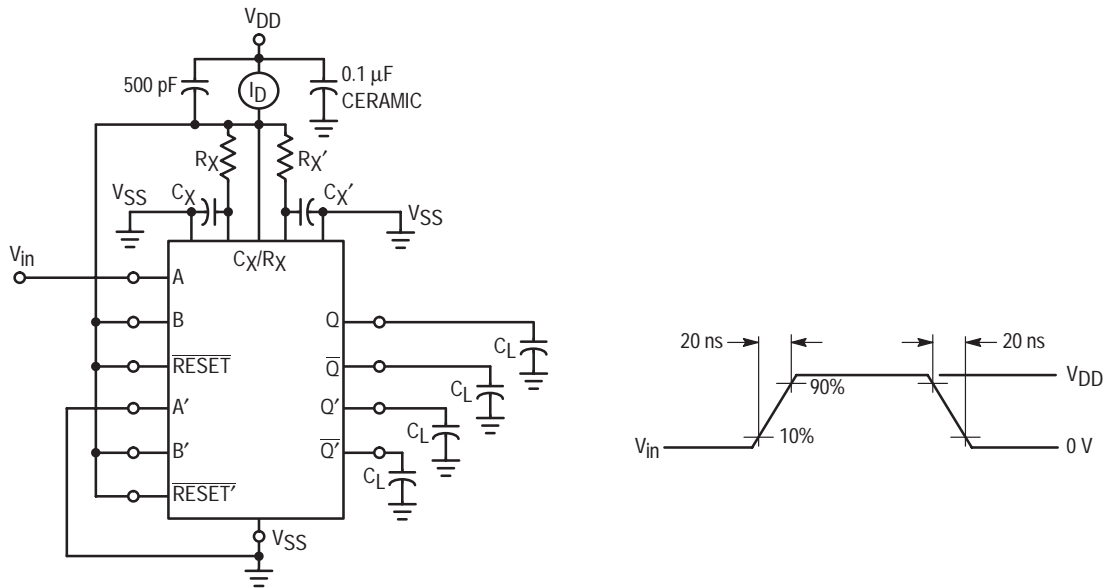 VDD
500 pF
ID
0.1 μF
CERAMIC
RX
RX′
VSS
CX
CX′
VSS
Vin
CX/RX
A
B
RESET
A′
B′
RESET′
Q
Q
Q′
Q′
CL
CL
CL
CL
VSS
20 ns
20 ns
VDD
90%
10%
Vin
0 V